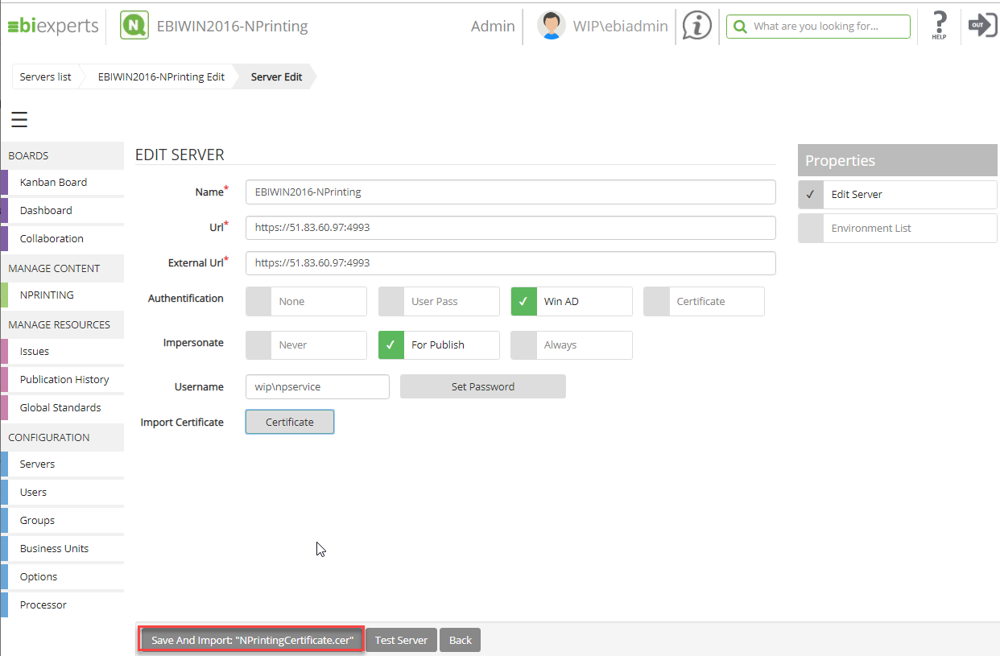 biexperts
N
EBIWIN2016-NPrinting
Admin
WIP\ebiadmin
i
What are you looking for...
?
HELP
OUT
Servers list
EBIWIN2016-NPrinting Edit
Server Edit
BOARDS
Kanban Board
Dashboard
Collaboration
MANAGE CONTENT
NPRINTING
MANAGE RESOURCES
Issues
Publication History
Global Standards
CONFIGURATION
Servers
Users
Groups
Business Units
Options
Processor
EDIT SERVER
Name* EBIWIN2016-NPrinting
Url* https://51.83.60.97:4993
External Url* https://51.83.60.97:4993
Authentification None User Pass Win AD Certificate
Impersonate Never For Publish Always
Username wip\npservice Set Password
Import Certificate Certificate
Save And Import: "NPrintingCertificate.cer" Test Server Back
Properties
Edit Server
Environment List